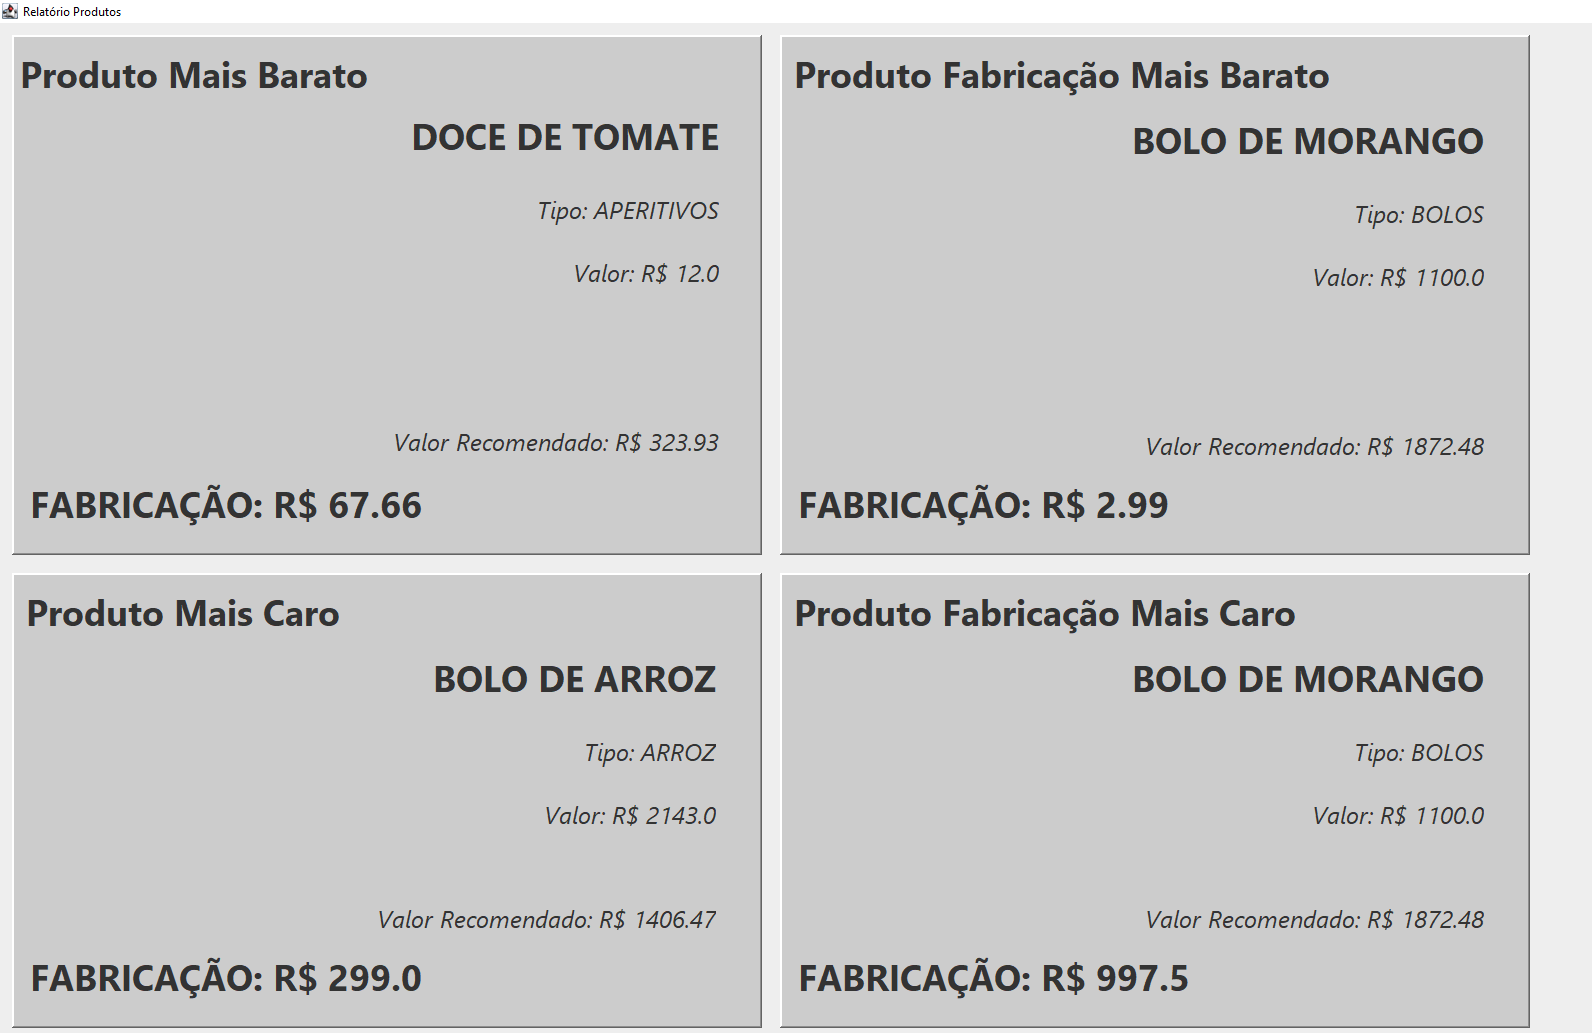 Relatório Produtos
Produto Mais Barato
DOCE DE TOMATE
Tipo: APERITIVOS
Valor: R$ 12.0
Valor Recomendado: R$ 323.93
FABRICAÇÃO: R$ 67.66
Produto Fabricação Mais Barato
BOLO DE MORANGO
Tipo: BOLOS
Valor: R$ 1100.0
Valor Recomendado: R$ 1872.48
FABRICAÇÃO: R$ 2.99
Produto Mais Caro
BOLO DE ARROZ
Tipo: ARROZ
Valor: R$ 2143.0
Valor Recomendado: R$ 1406.47
FABRICAÇÃO: R$ 299.0
Produto Fabricação Mais Caro
BOLO DE MORANGO
Tipo: BOLOS
Valor: R$ 1100.0
Valor Recomendado: R$ 1872.48
FABRICAÇÃO: R$ 997.5